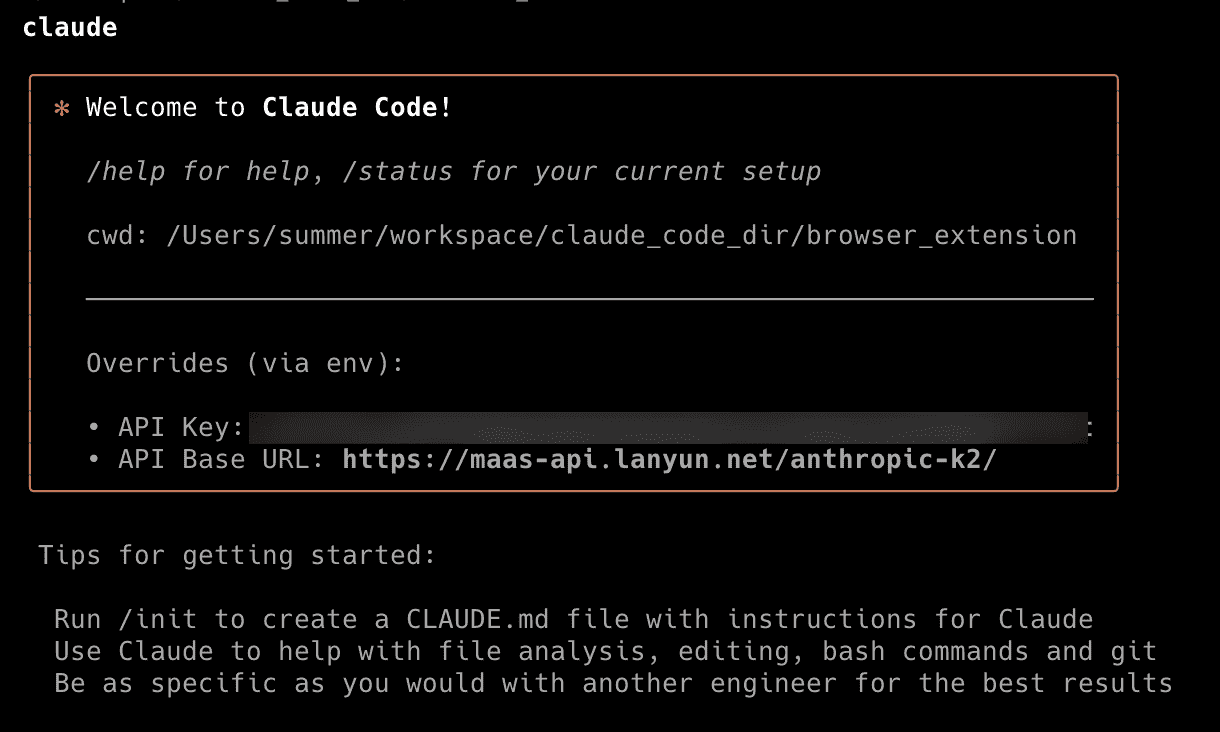 claude
✻ Welcome to Claude Code!
/help for help, /status for your current setup
cwd: /Users/summer/workspace/claude_code_dir/browser_extension
Overrides (via env):
• API Key:
• API Base URL: https://maas-api.lanyun.net/anthropic-k2/
Tips for getting started:
Run /init to create a CLAUDE.md file with instructions for Claude
Use Claude to help with file analysis, editing, bash commands and git
Be as specific as you would with another engineer for the best results